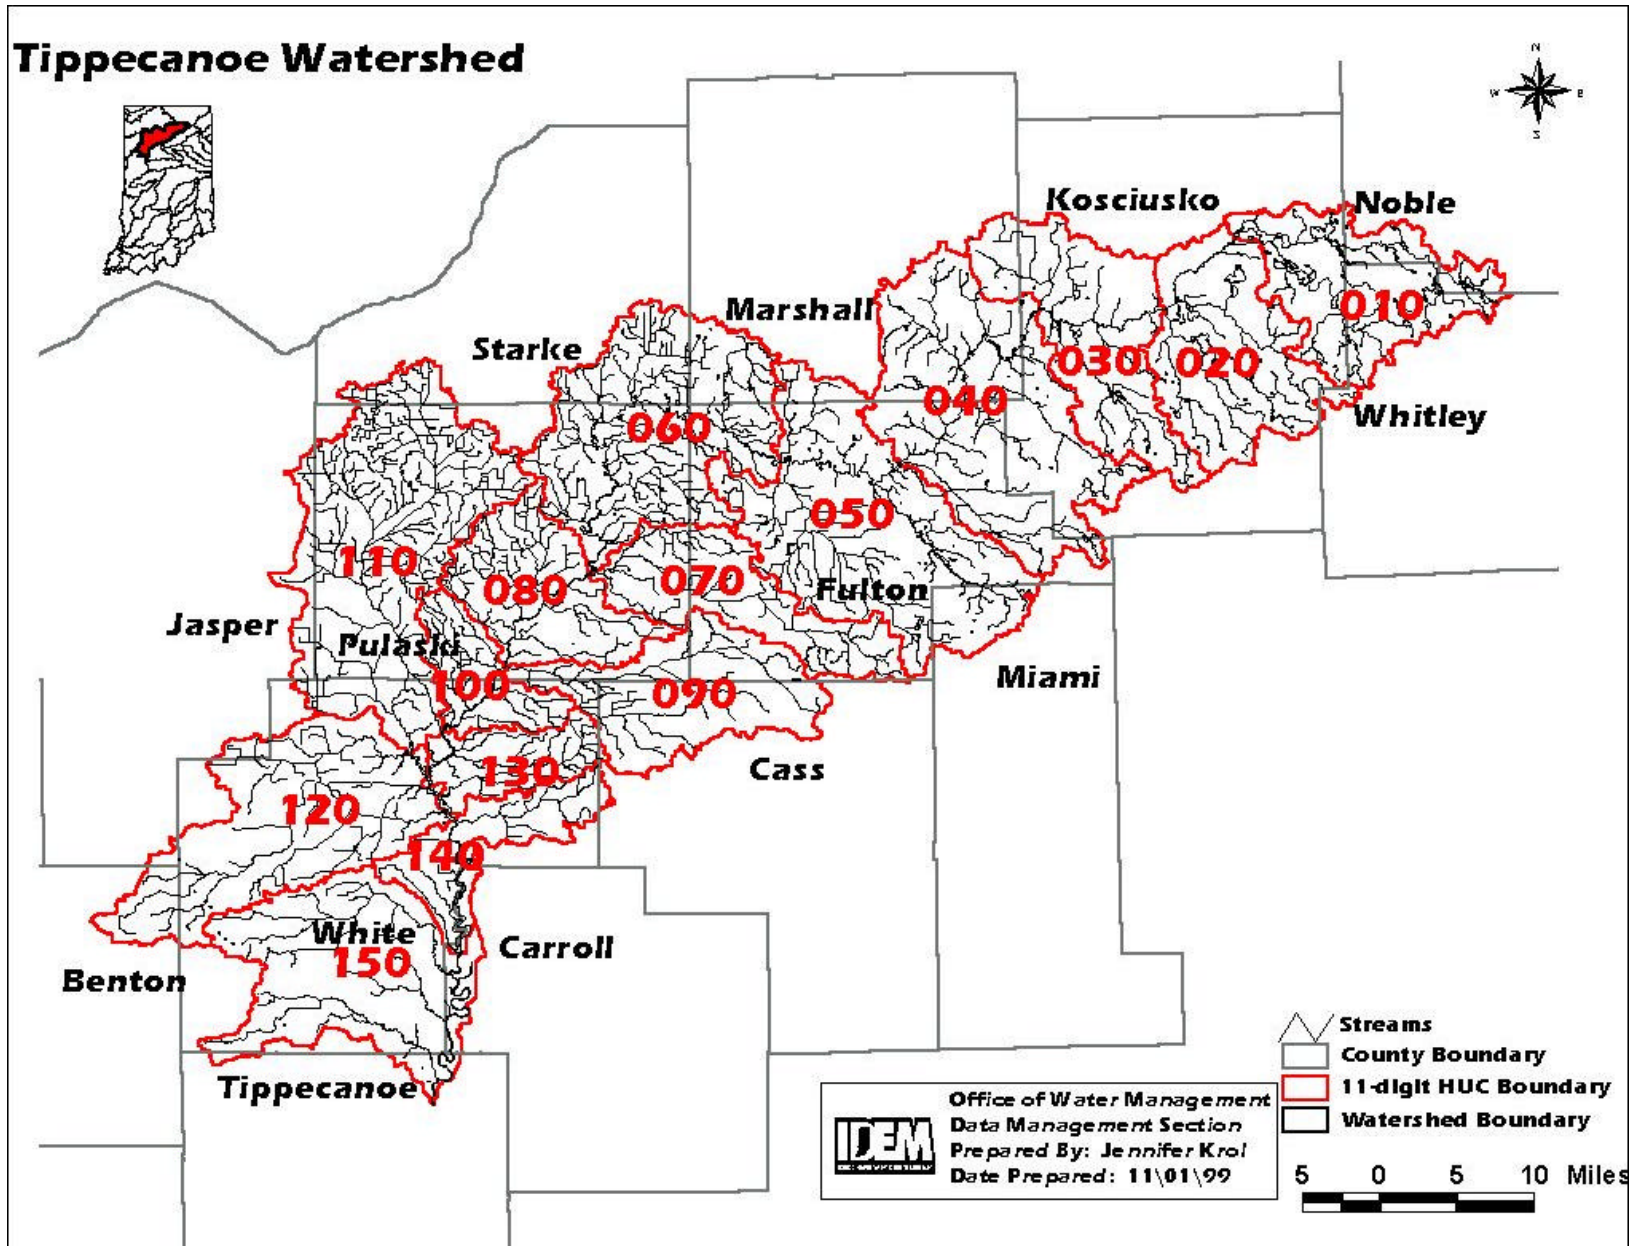 Tippecanoe Watershed
N
W
E
S
Kosciusko
Noble
Marshall
010
Starke
030
020
040
Whitley
060
050
110
080
070
Fulton
Jasper
Pulaski
100
090
Miami
130
Cass
120
140
White
Carroll
150
Benton
Tippecanoe
Streams
County Boundary
11-digit HUC Boundary
Watershed Boundary
IDEM
Office of Water Management
Data Management Section
Prepared By: Jennifer Krol
Date Prepared: 11\01\99
5 0 5 10 Miles